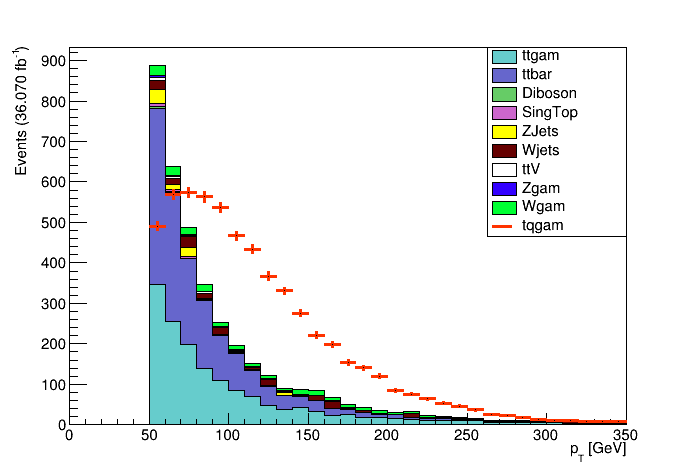 Events (36.070 fb⁻¹)
900
800
700
600
500
400
300
200
100
0
0
50
100
150
200
250
300
350
p_T [GeV]
ttgam
ttbar
Diboson
SingTop
ZJets
Wjets
ttV
Zgam
Wgam
tqgam